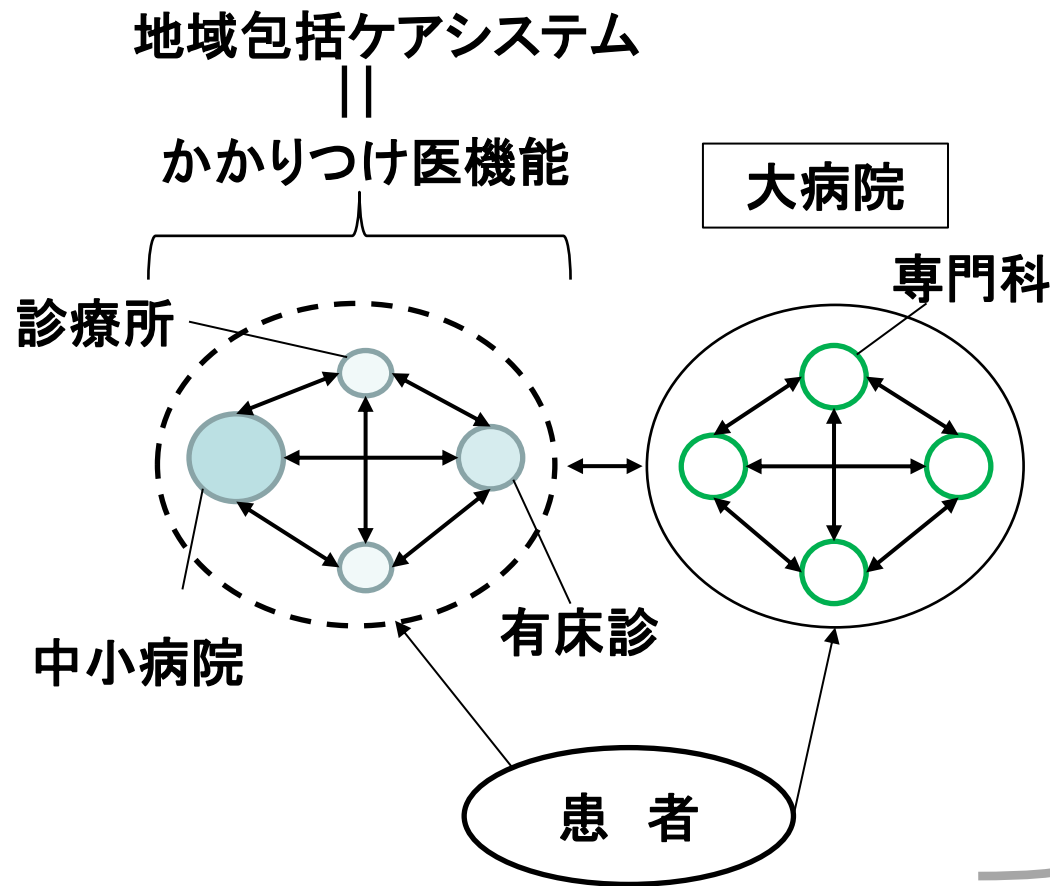 地域包括ケアシステム
||
かかりつけ医機能
大病院
専門科
診療所
有床診
中小病院
患 者